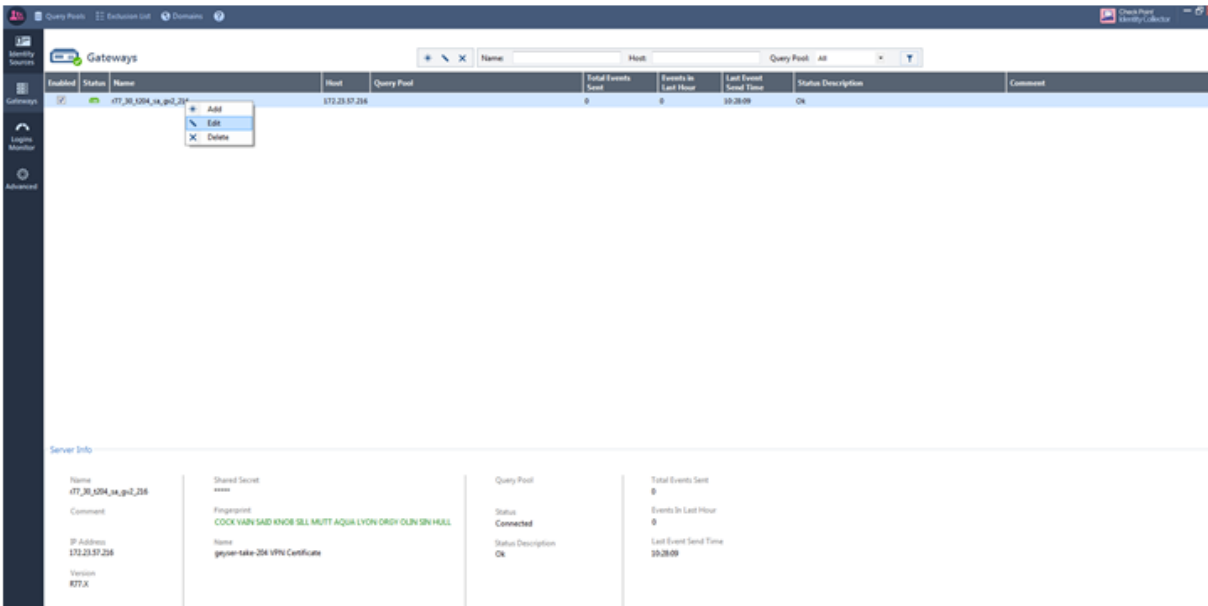 Query Pools Exclusion List Domains
Check Point
Identity Collector
Identity
Sources
Gateways
Logins
Monitor
Advanced
Gateways
Name: Host: Query Pool: All
Enabled Status Name Host Query Pool Total Events Sent Events in Last Hour Last Event Send Time Status Description Comment
r77_30_t204_sa_gv2_216 172.23.57.216 0 0 10:28:09 Ok
Add
Edit
Delete
Server Info
Name
r77_30_t204_sa_gv2_216
Comment
IP Address
172.23.57.216
Version
R77.X
Shared Secret
*****
Fingerprint
COCK VAIN SAID KNOB SILL MUTT AQUA LYON ORGY OLIN SIN HULL
Name
geyser-take-204 VPN Certificate
Query Pool
Status
Connected
Status Description
Ok
Total Events Sent
0
Events In Last Hour
0
Last Event Send Time
10:28:09